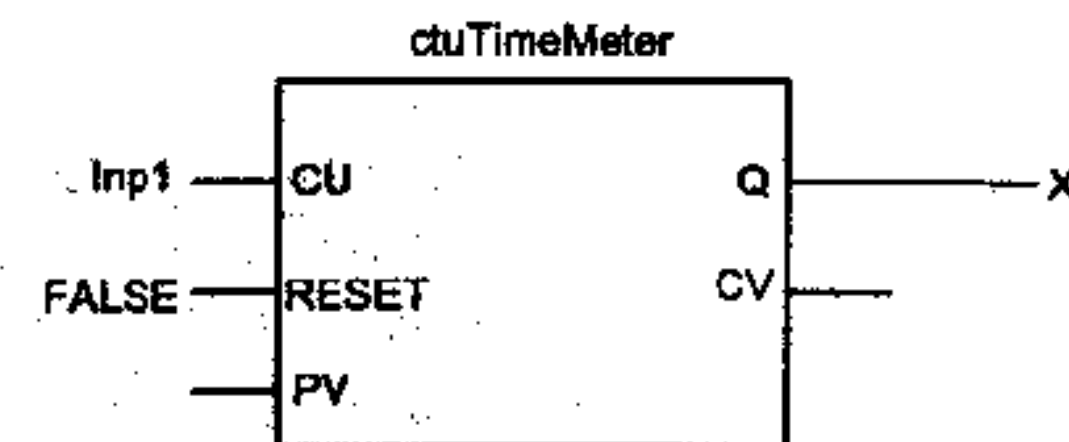 ctuTimeMeter
Inp1 CU Q X
FALSE RESET CV
PV